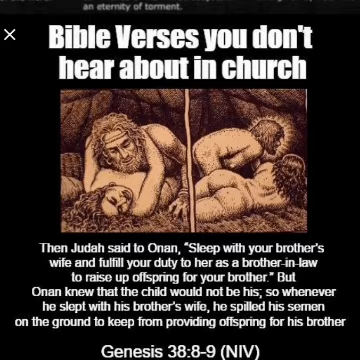 an eternity of torment.
Bible Verses you don't
hear about in church
Then Judah said to Onan, "Sleep with your brother's
wife and fulfill your duty to her as a brother-in-law
to raise up offspring for your brother." But
Onan knew that the child would not be his; so whenever
he slept with his brother's wife, he spilled his semen
on the ground to keep from providing offspring for his brother
Genesis 38:8-9 (NIV)